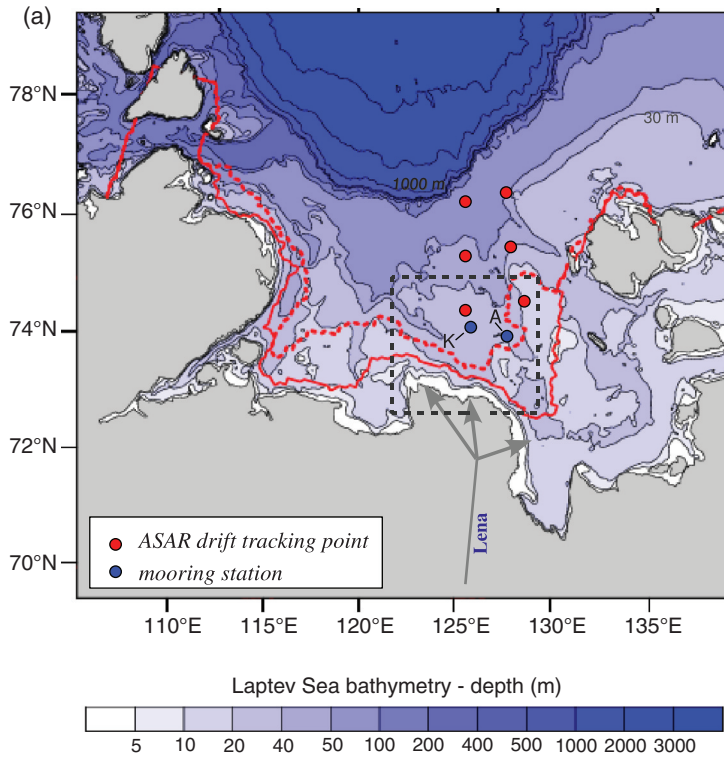 (a)
78°N
76°N
74°N
72°N
70°N
30 m
1000 m
A
K
Lena
ASAR drift tracking point
mooring station
110°E 115°E 120°E 125°E 130°E 135°E
Laptev Sea bathymetry - depth (m)
5 10 20 40 50 100 200 400 500 1000 2000 3000